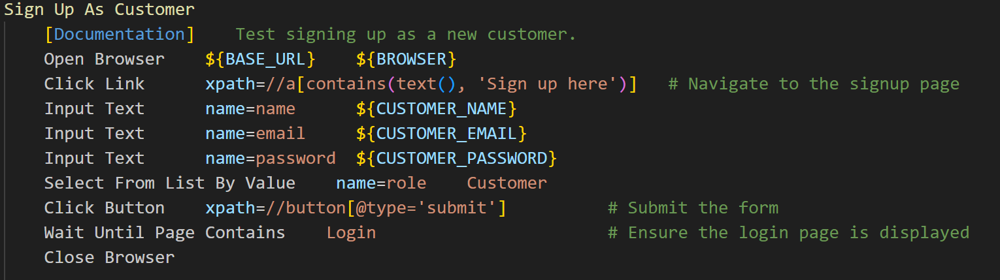 Sign Up As Customer
    [Documentation]    Test signing up as a new customer.
    Open Browser    ${BASE_URL}    ${BROWSER}
    Click Link      xpath=//a[contains(text(), 'Sign up here')]   # Navigate to the signup page
    Input Text      name=name      ${CUSTOMER_NAME}
    Input Text      name=email     ${CUSTOMER_EMAIL}
    Input Text      name=password  ${CUSTOMER_PASSWORD}
    Select From List By Value    name=role    Customer
    Click Button    xpath=//button[@type='submit']          # Submit the form
    Wait Until Page Contains    Login                       # Ensure the login page is displayed
    Close Browser